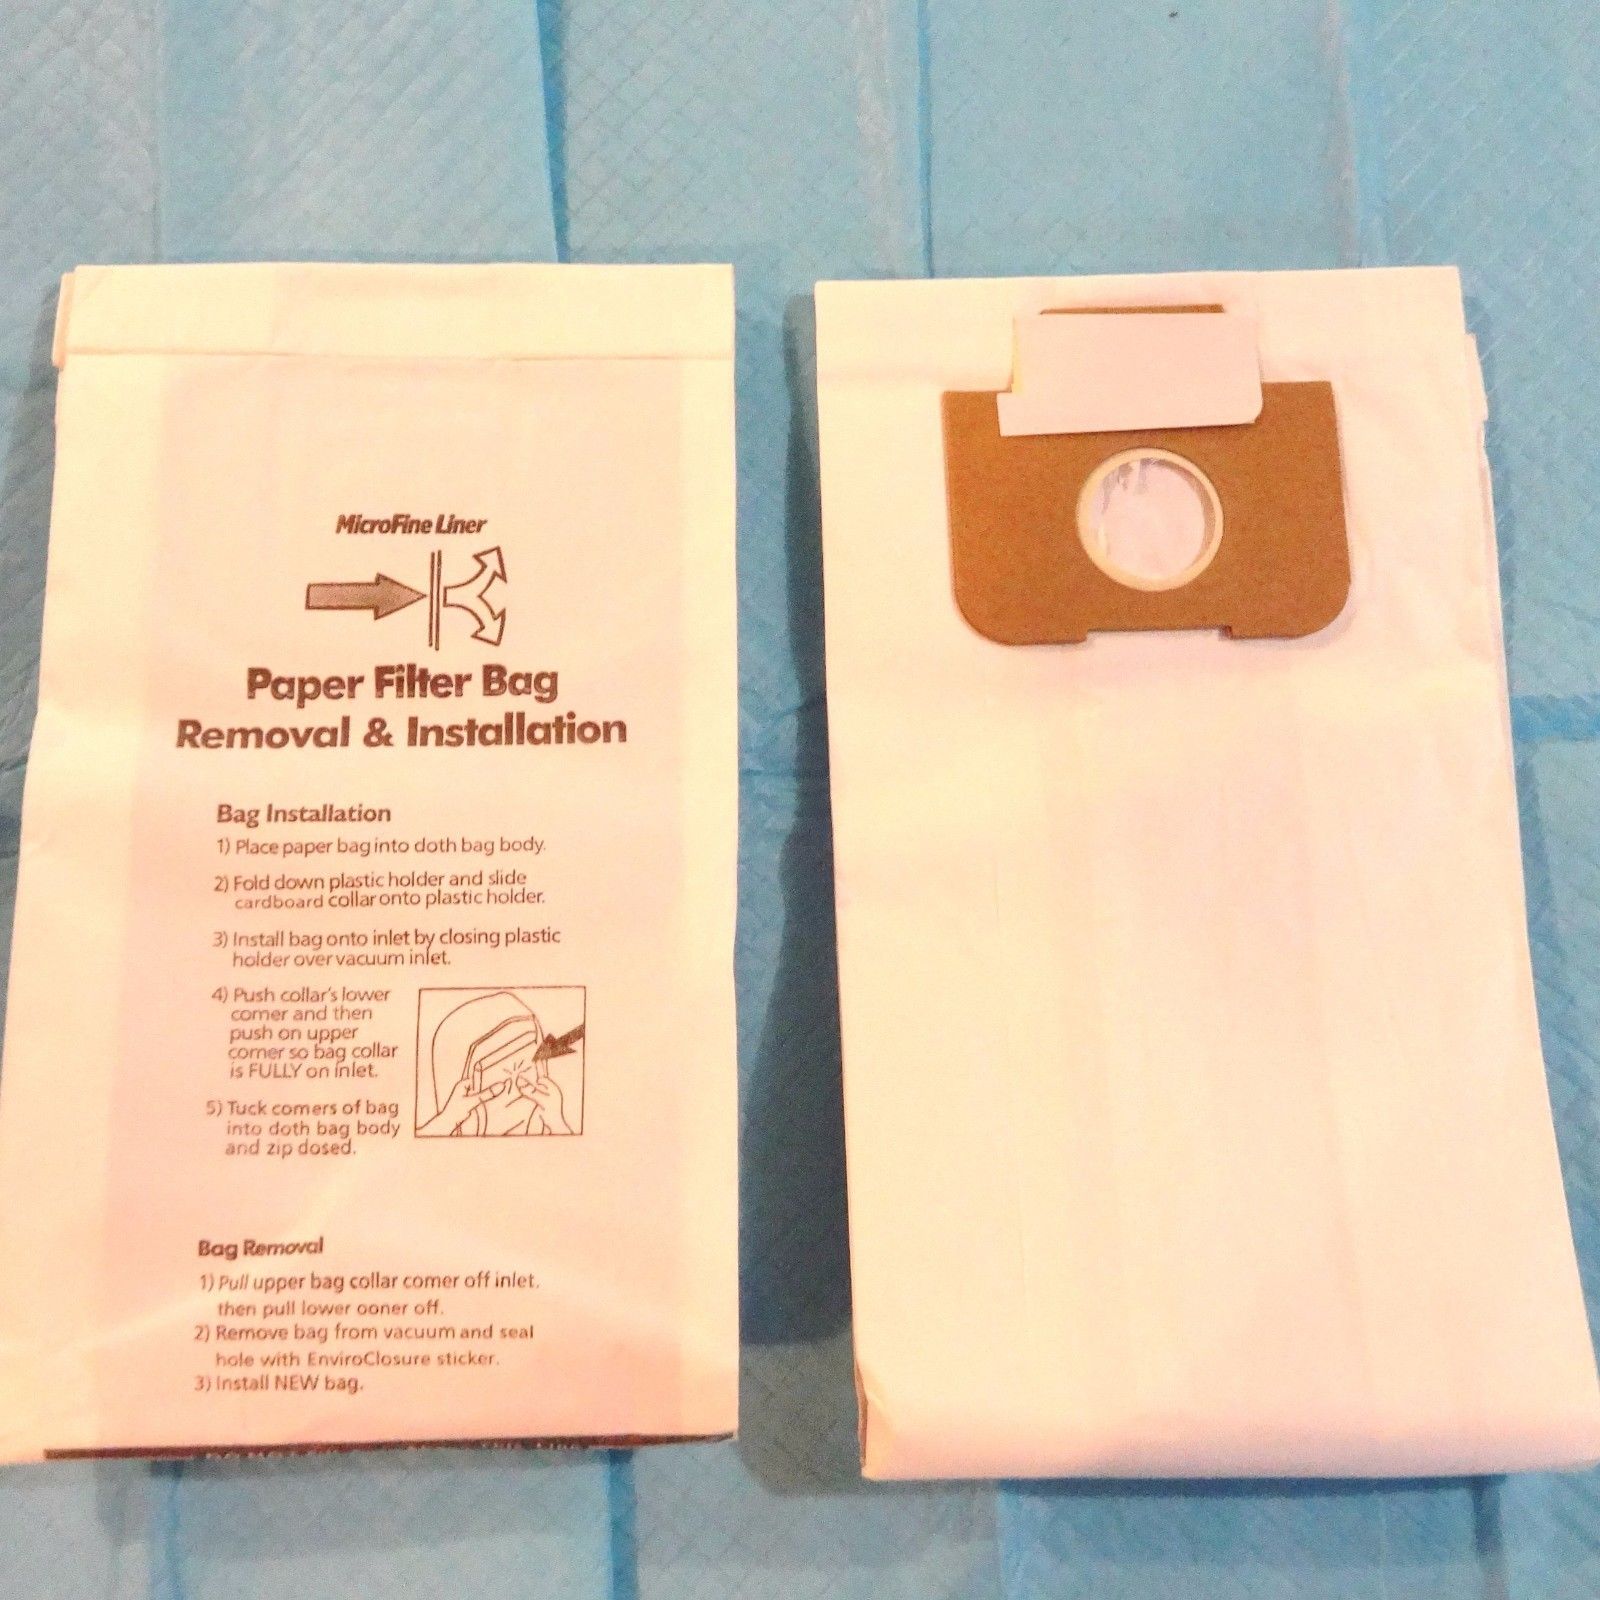 MicroFine Liner
Paper Filter Bag
Removal & Installation
Bag Installation
1) Place paper bag into doth bag body.
2) Fold down plastic holder and slide
cardboard collar onto plastic holder.
3) Install bag onto inlet by closing plastic
holder over vacuum inlet.
4) Push collar's lower
comer and then
push on upper
comer so bag collar
is FULLY on inlet.
5) Tuck comers of bag
into doth bag body
and zip dosed.
Bag Removal
1) Pull upper bag collar comer off inlet.
then pull lower ooner off.
2) Remove bag from vacuum and seal
hole with EnviroClosure sticker.
3) Install NEW bag.